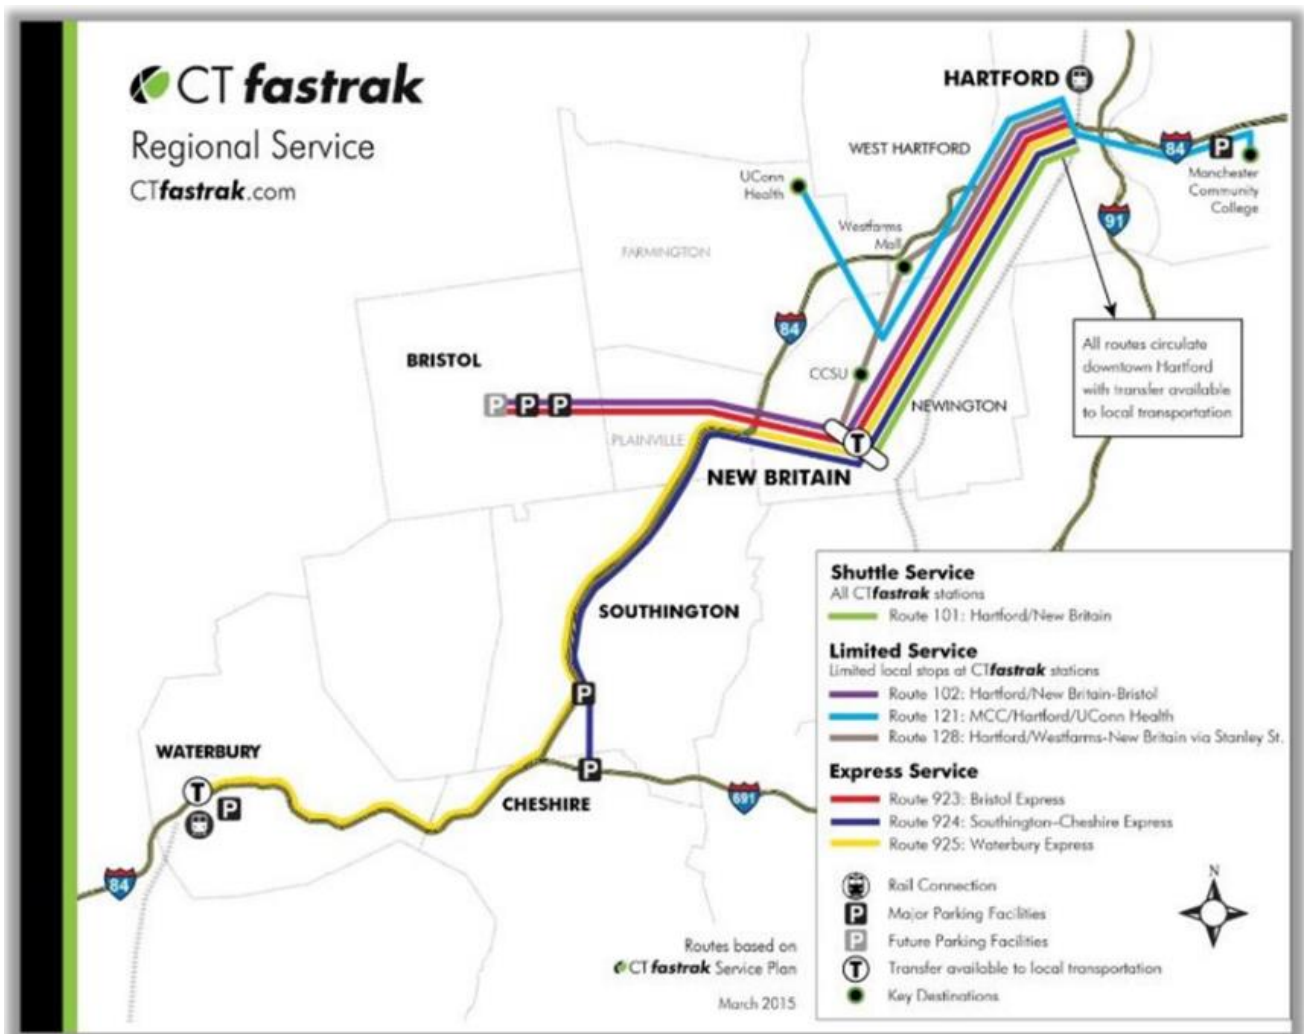 CTfastrak
Regional Service
CTfastrak.com
HARTFORD
WEST HARTFORD
84
P
Manchester
Community
College
UConn
Health
91
Westfarms
Mall
FARMINGTON
84
All routes circulate
downtown Hartford
with transfer available
to local transportation
BRISTOL
CCSU
P
P
P
NEWINGTON
PLAINVILLE
T
NEW BRITAIN
SOUTHINGTON
P
WATERBURY
P
T
P
CHESHIRE
691
84
Shuttle Service
All CTfastrak stations
Route 101: Hartford/New Britain
Limited Service
Limited local stops at CTfastrak stations
Route 102: Hartford/New Britain-Bristol
Route 121: MCC/Hartford/UConn Health
Route 128: Hartford/Westfarms-New Britain via Stanley St.
Express Service
Route 923: Bristol Express
Route 924: Southington-Cheshire Express
Route 925: Waterbury Express
Rail Connection
P Major Parking Facilities
P Future Parking Facilities
T Transfer available to local transportation
Key Destinations
N
Routes based on
CTfastrak Service Plan
March 2015